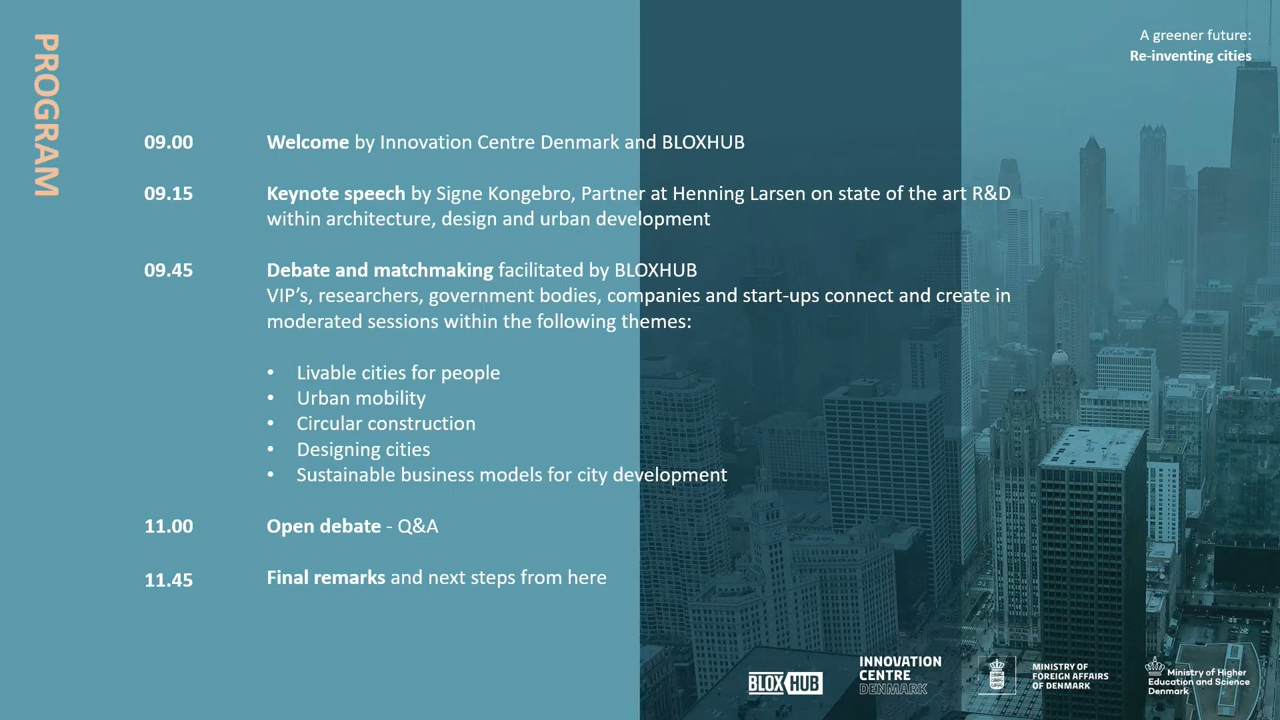 PROGRAM
A greener future:
Re-inventing cities
09.00 Welcome by Innovation Centre Denmark and BLOXHUB
09.15 Keynote speech by Signe Kongebro, Partner at Henning Larsen on state of the art R&D
within architecture, design and urban development
09.45 Debate and matchmaking facilitated by BLOXHUB
VIP's, researchers, government bodies, companies and start-ups connect and create in
moderated sessions within the following themes:
• Livable cities for people
• Urban mobility
• Circular construction
• Designing cities
• Sustainable business models for city development
11.00 Open debate - Q&A
11.45 Final remarks and next steps from here
BLOXHUB
INNOVATION
CENTRE
DENMARK
MINISTRY OF
FOREIGN AFFAIRS
OF DENMARK
Ministry of Higher
Education and Science
Denmark